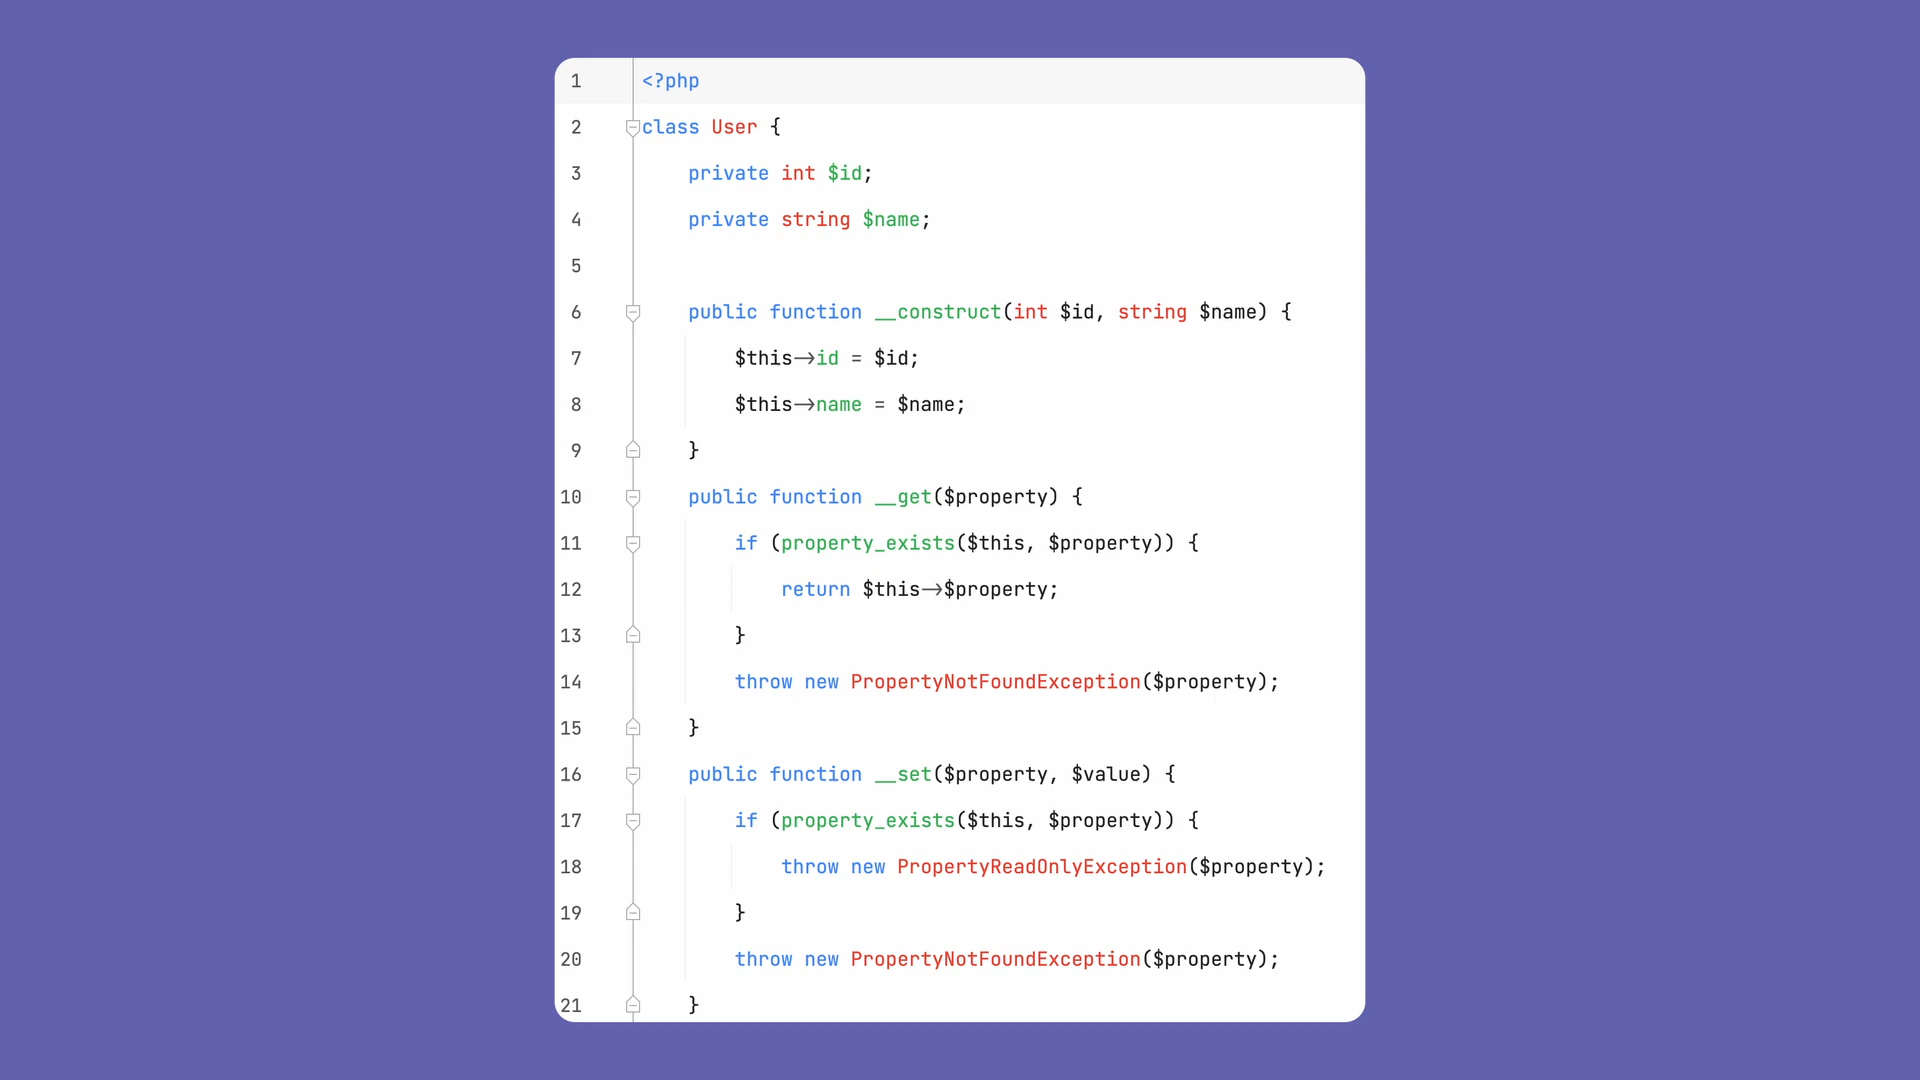 1 <?php
2 class User {
3 private int $id;
4 private string $name;
5
6 public function __construct(int $id, string $name) {
7 $this->id = $id;
8 $this->name = $name;
9 }
10 public function __get($property) {
11 if (property_exists($this, $property)) {
12 return $this->$property;
13 }
14 throw new PropertyNotFoundException($property);
15 }
16 public function __set($property, $value) {
17 if (property_exists($this, $property)) {
18 throw new PropertyReadOnlyException($property);
19 }
20 throw new PropertyNotFoundException($property);
21 }